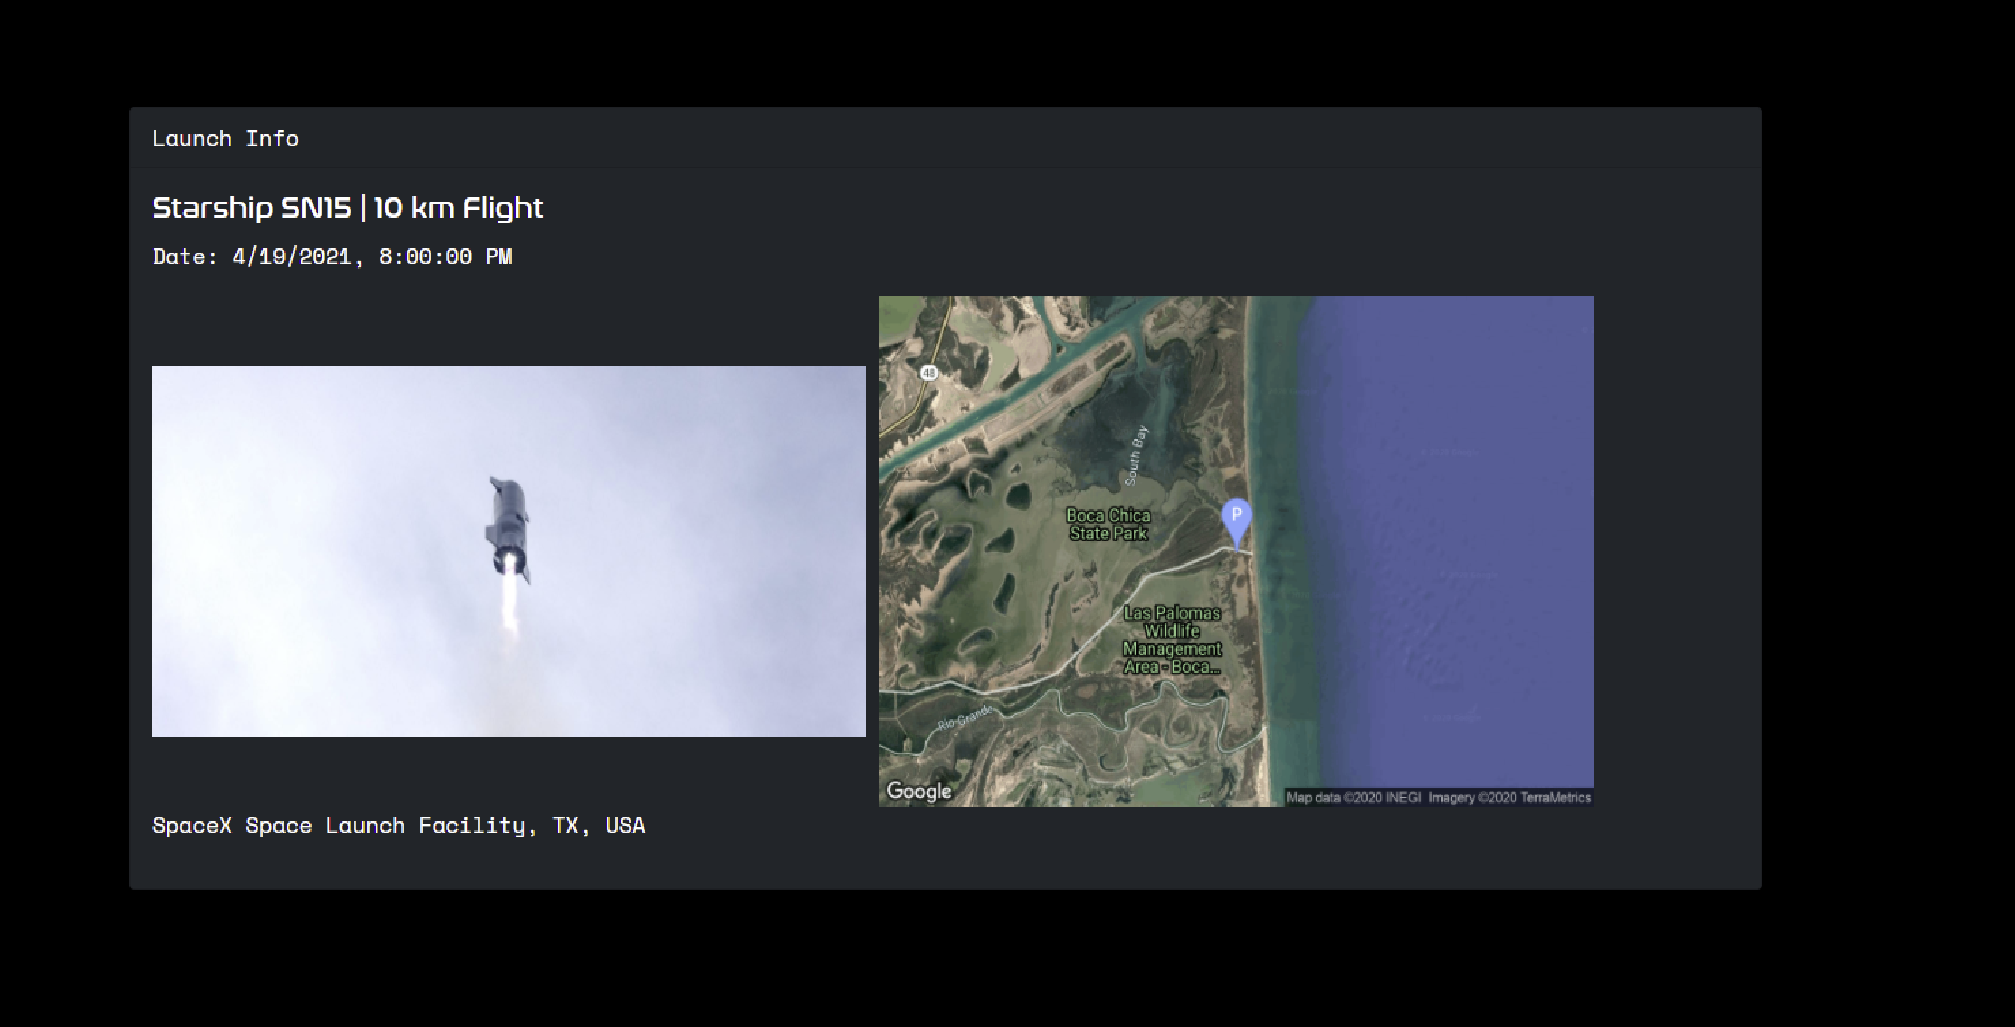 Launch Info
Starship SN15 | 10 km Flight
Date: 4/19/2021, 8:00:00 PM
48
South Bay
P
Boca Chica
State Park
Las Palomas
Wildlife
Management
Area - Boca...
Rio Grande
Google
Map data ©2020 INEGI Imagery ©2020 TerraMetrics
SpaceX Space Launch Facility, TX, USA